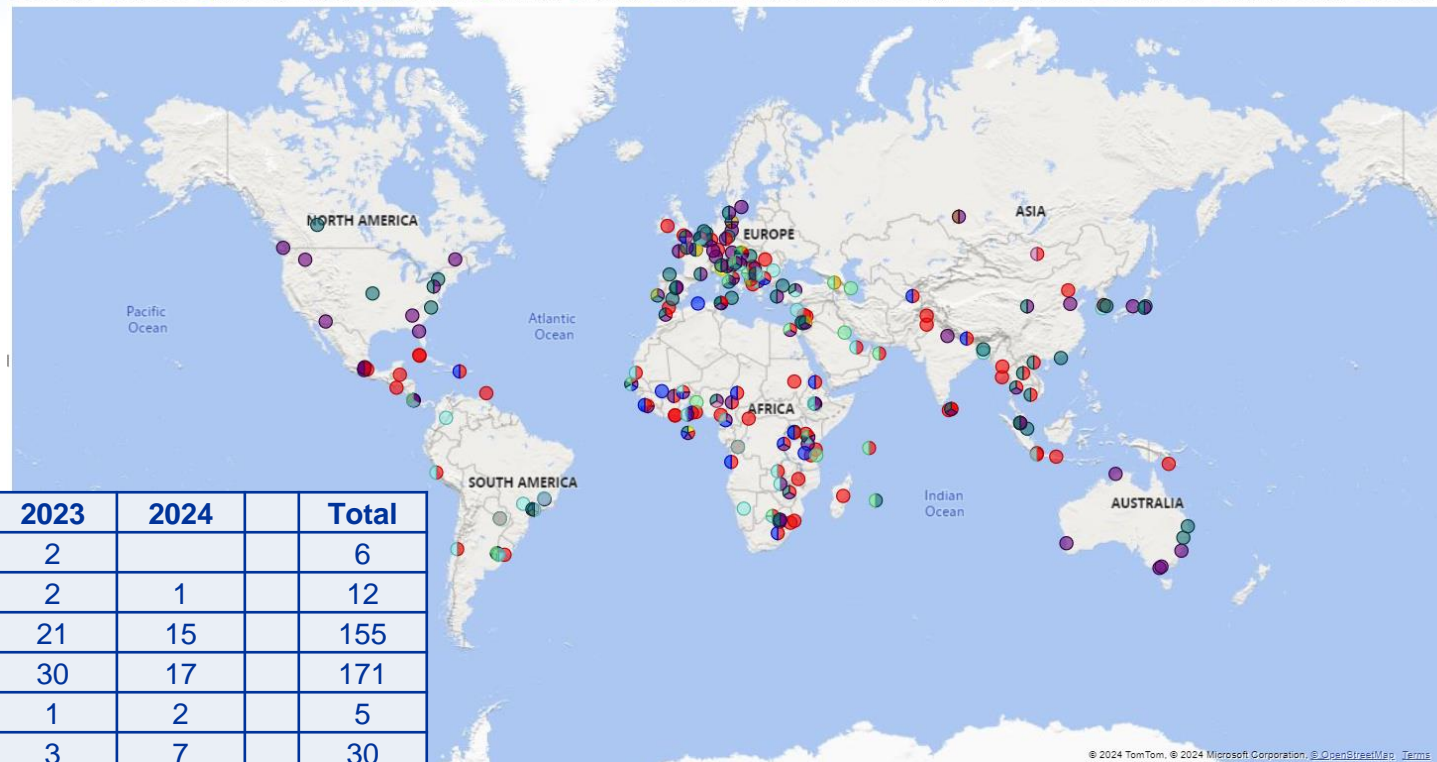 NORTH AMERICA
EUROPE
ASIA
Pacific
Ocean
Atlantic
Ocean
AFRICA
SOUTH AMERICA
Indian
Ocean
AUSTRALIA
2023 2024 Total
2 6
2 1 12
21 15 155
30 17 171
1 2 5
3 7 30
© 2024 TomTom, © 2024 Microsoft Corporation, © OpenStreetMap Terms